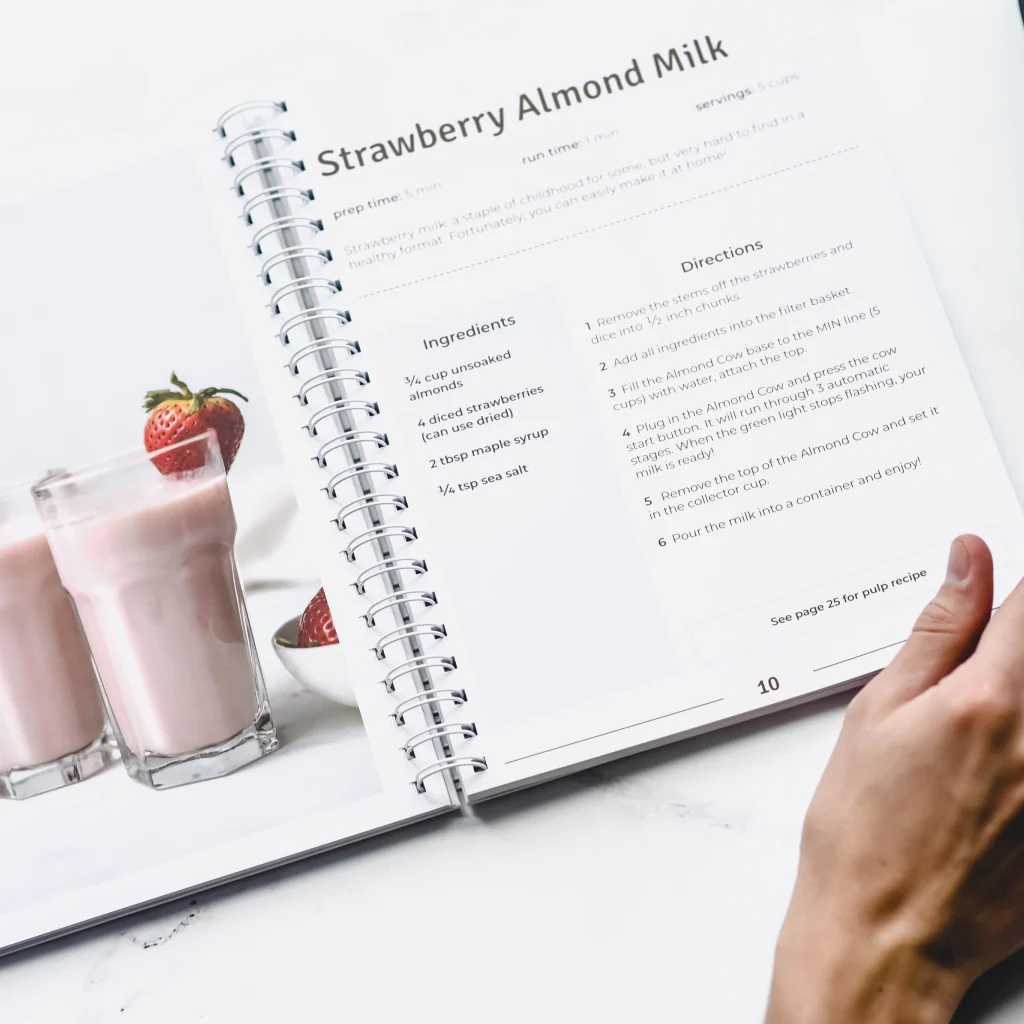 Strawberry Almond Milk
prep time: 5 min
run time: 1 min
servings: 5 cups
Strawberry milk: a staple of childhood for some, but very hard to find in a
healthy format. Fortunately, you can easily make it at home!
Ingredients
¾ cup unsoaked
almonds
4 diced strawberries
(can use dried)
2 tbsp maple syrup
¼ tsp sea salt
Directions
1 Remove the stems off the strawberries and
dice into ½ inch chunks.
2 Add all ingredients into the filter basket.
3 Fill the Almond Cow base to the MIN line (5
cups) with water, attach the top.
4 Plug in the Almond Cow and press the cow
start button. It will run through 3 automatic
stages. When the green light stops flashing, your
milk is ready!
5 Remove the top of the Almond Cow and set it
in the collector cup.
6 Pour the milk into a container and enjoy!
See page 25 for pulp recipe
10